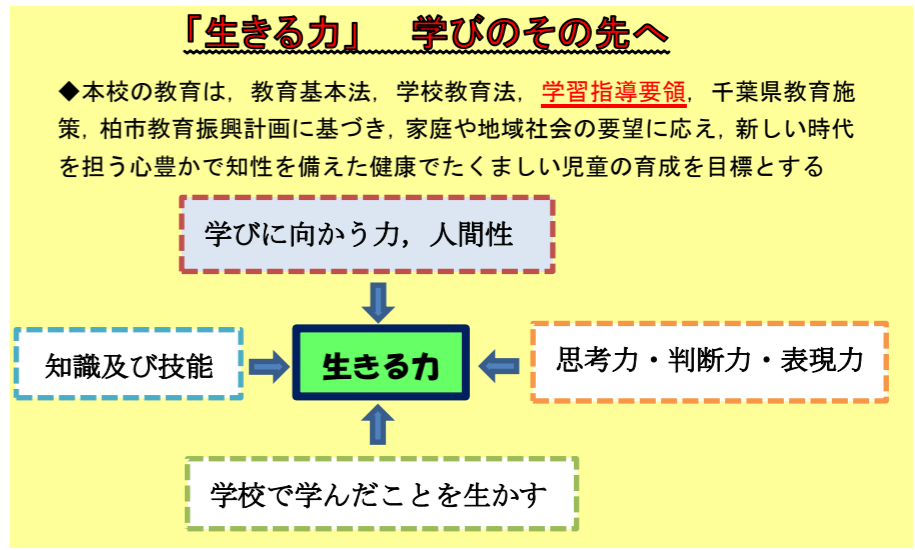 「生きる力」 学びのその先へ
◆本校の教育は，教育基本法，学校教育法，学習指導要領，千葉県教育施
策，柏市教育振興計画に基づき，家庭や地域社会の要望に応え，新しい時代
を担う心豊かで知性を備えた健康でたくましい児童の育成を目標とする
学びに向かう力，人間性
知識及び技能
生きる力
思考力・判断力・表現力
学校で学んだことを生かす